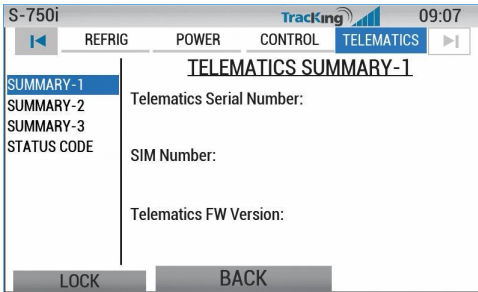 S-750i TracKing 09:07
REFRIG POWER CONTROL TELEMATICS
TELEMATICS SUMMARY-1
SUMMARY-1
SUMMARY-2
SUMMARY-3
STATUS CODE
Telematics Serial Number:
SIM Number:
Telematics FW Version:
LOCK BACK